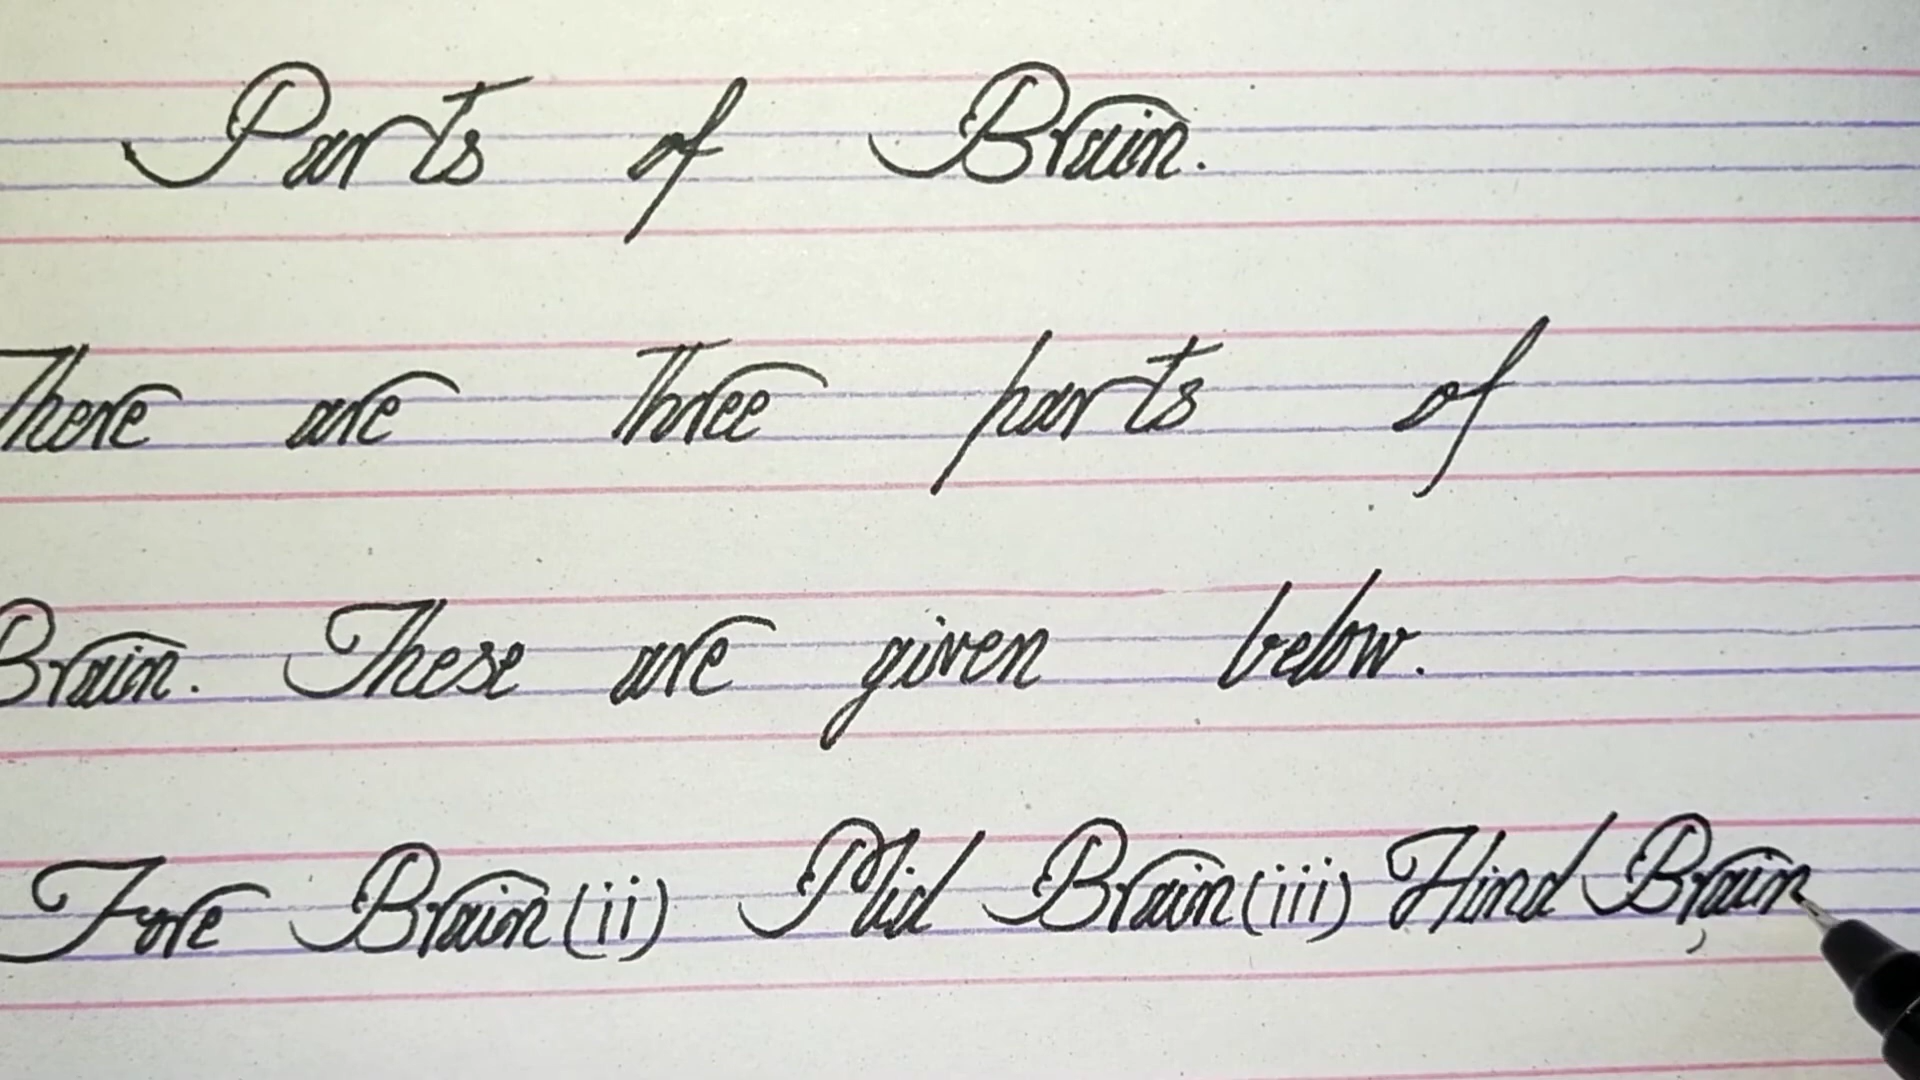 Parts of Brain.
There are three parts of
Brain. These are given below.
Fore Brain (ii) Mid Brain (iii) Hind Brain